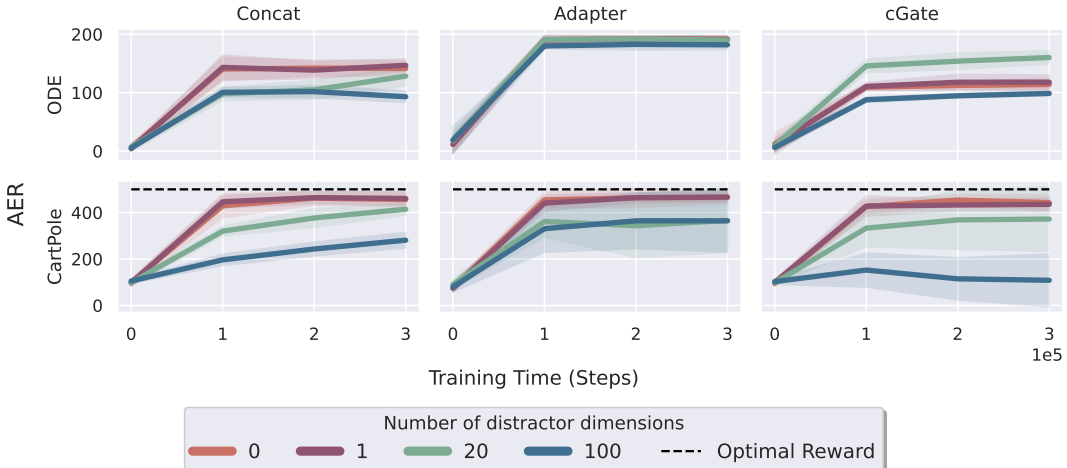 Concat Adapter cGate
200
100
0
ODE
AER
400
200
0
CartPole
0 1 2 3 0 1 2 3 0 1 2 3
1e5
Training Time (Steps)
Number of distractor dimensions
0 1 20 100 Optimal Reward